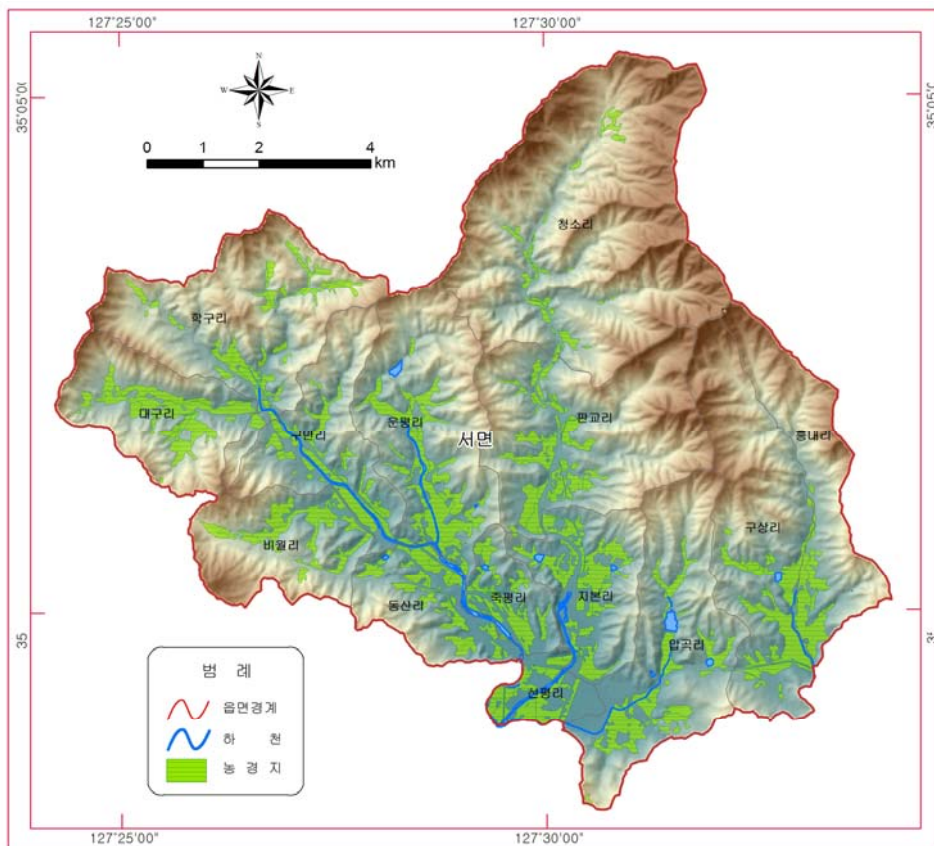 127°25'00"
127°30'00"
35°05'0
35°05'0
N
W
E
S
0 1 2 4
km
청소리
학구리
대구리
운평리
판교리
서면
흥내리
구상리
비월리
동산리
죽평리
지본리
압곡리
선평리
35
35
범 례
읍면경계
하 천
농 경 지
127°25'00"
127°30'00"